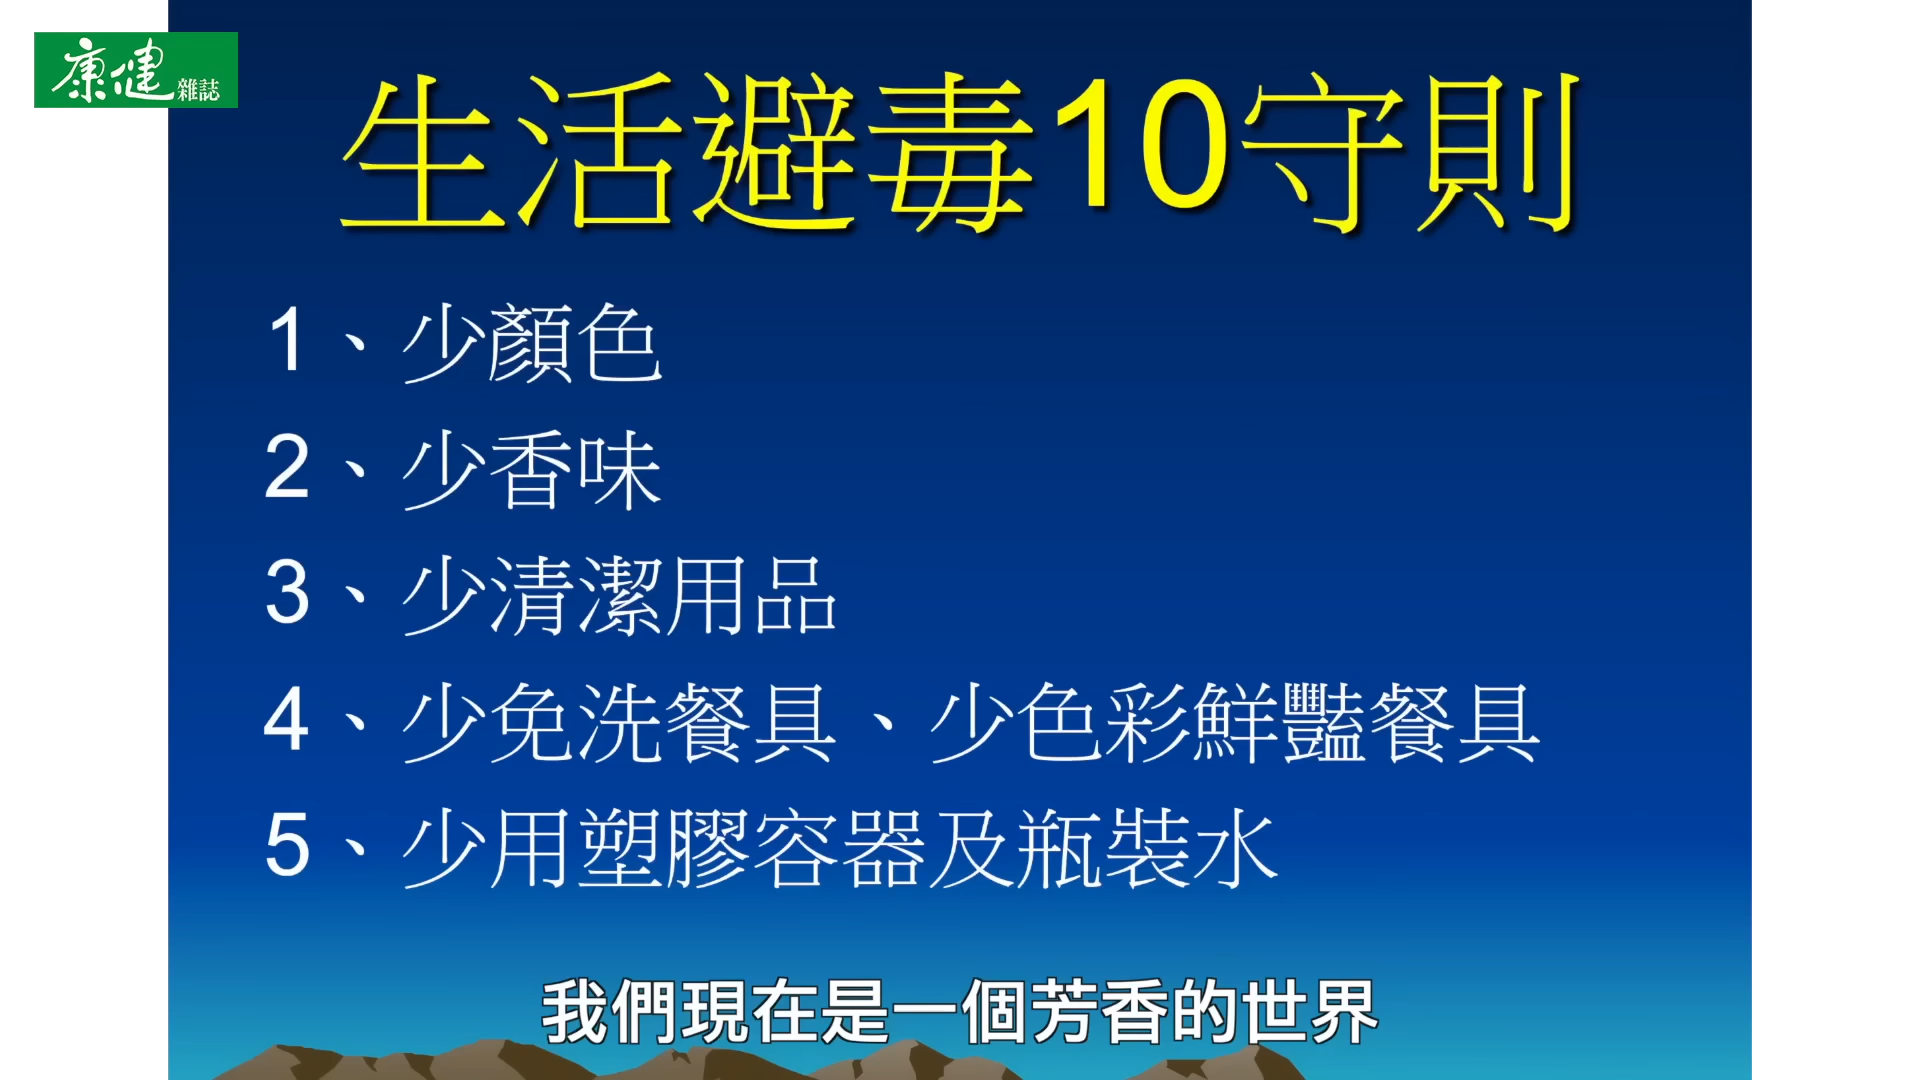 康健雜誌
生活避毒10守則
1、少顏色
2、少香味
3、少清潔用品
4、少免洗餐具、少色彩鮮豔餐具
5、少用塑膠容器及瓶裝水
我們現在是一個芳香的世界